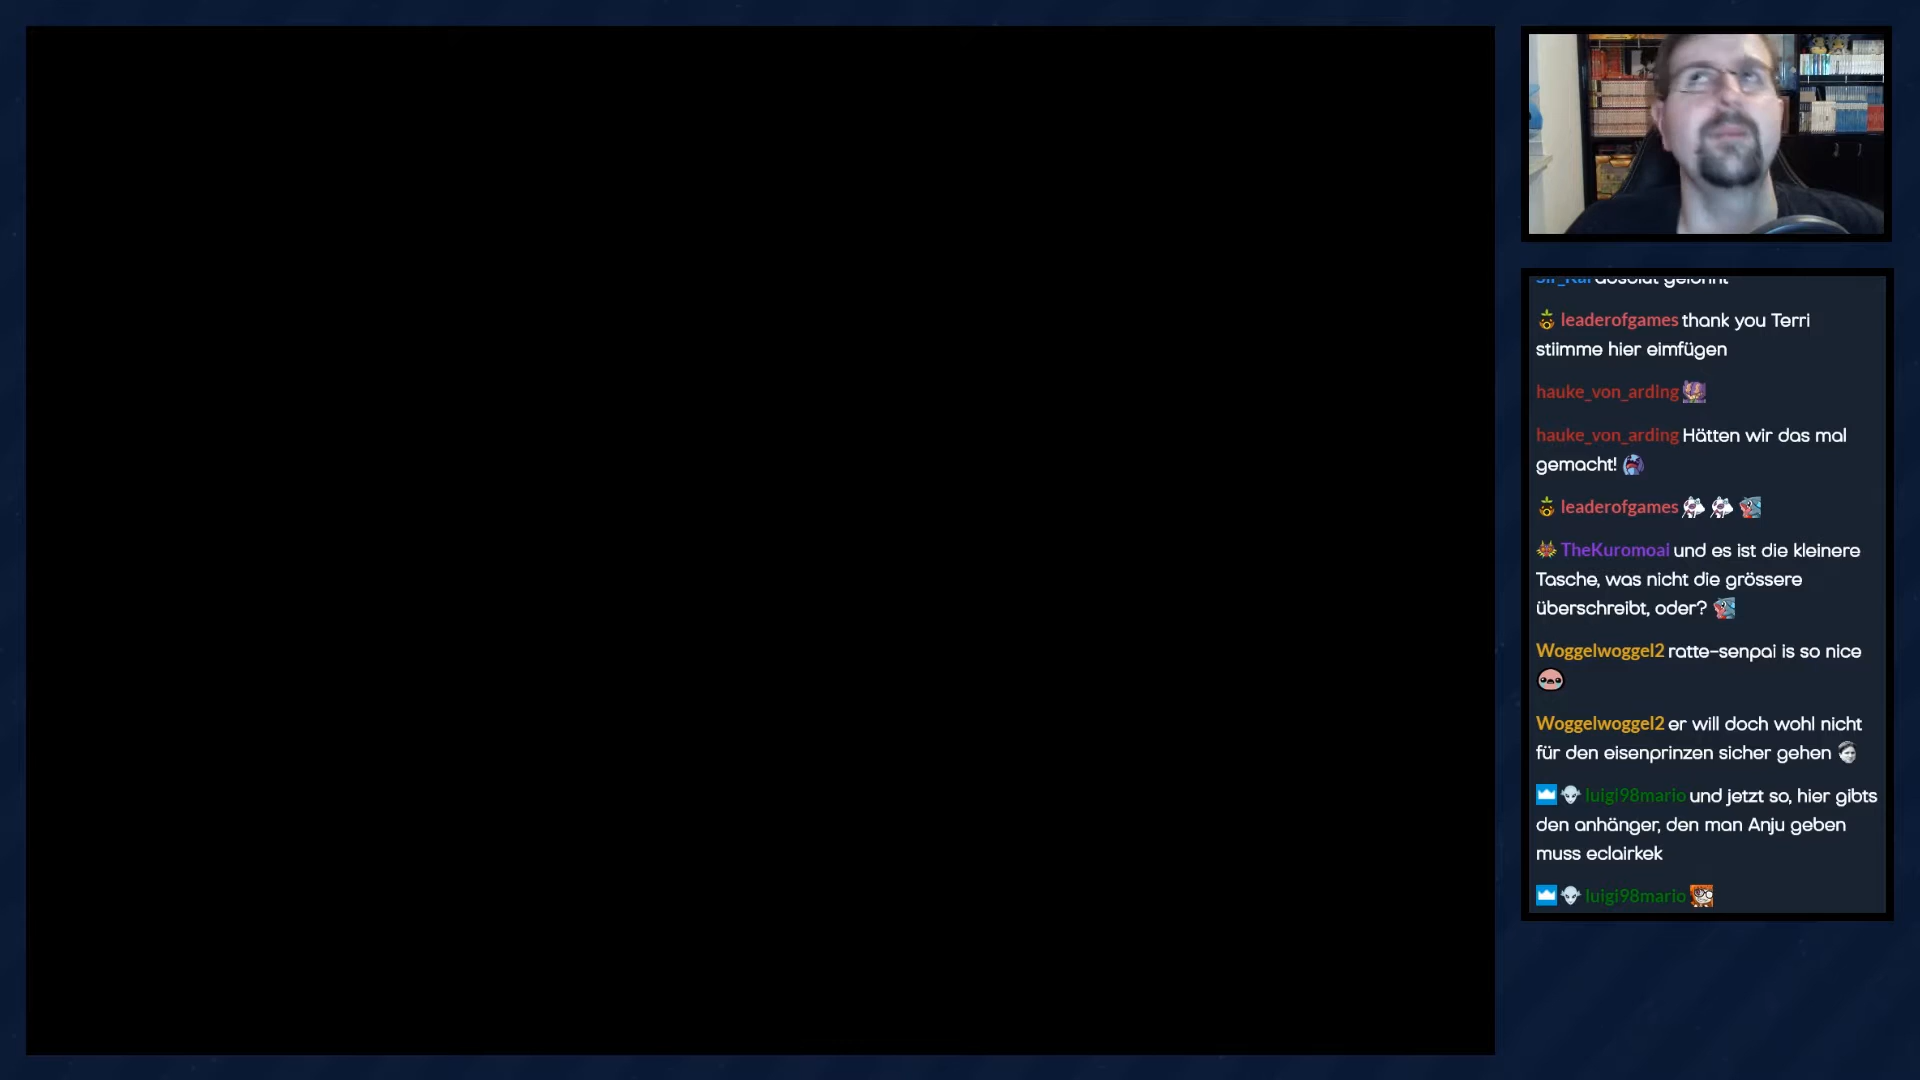 Sir_Kai absolut gelohnt
leaderofgames thank you Terri
stiimme hier eimfügen
hauke_von_arding
hauke_von_arding Hätten wir das mal
gemacht!
leaderofgames
TheKuromoai und es ist die kleinere
Tasche, was nicht die grössere
überschreibt, oder?
Woggelwoggel2 ratte-senpai is so nice
Woggelwoggel2 er will doch wohl nicht
für den eisenprinzen sicher gehen
luigi98mario und jetzt so, hier gibts
den anhänger, den man Anju geben
muss eclairkek
luigi98mario